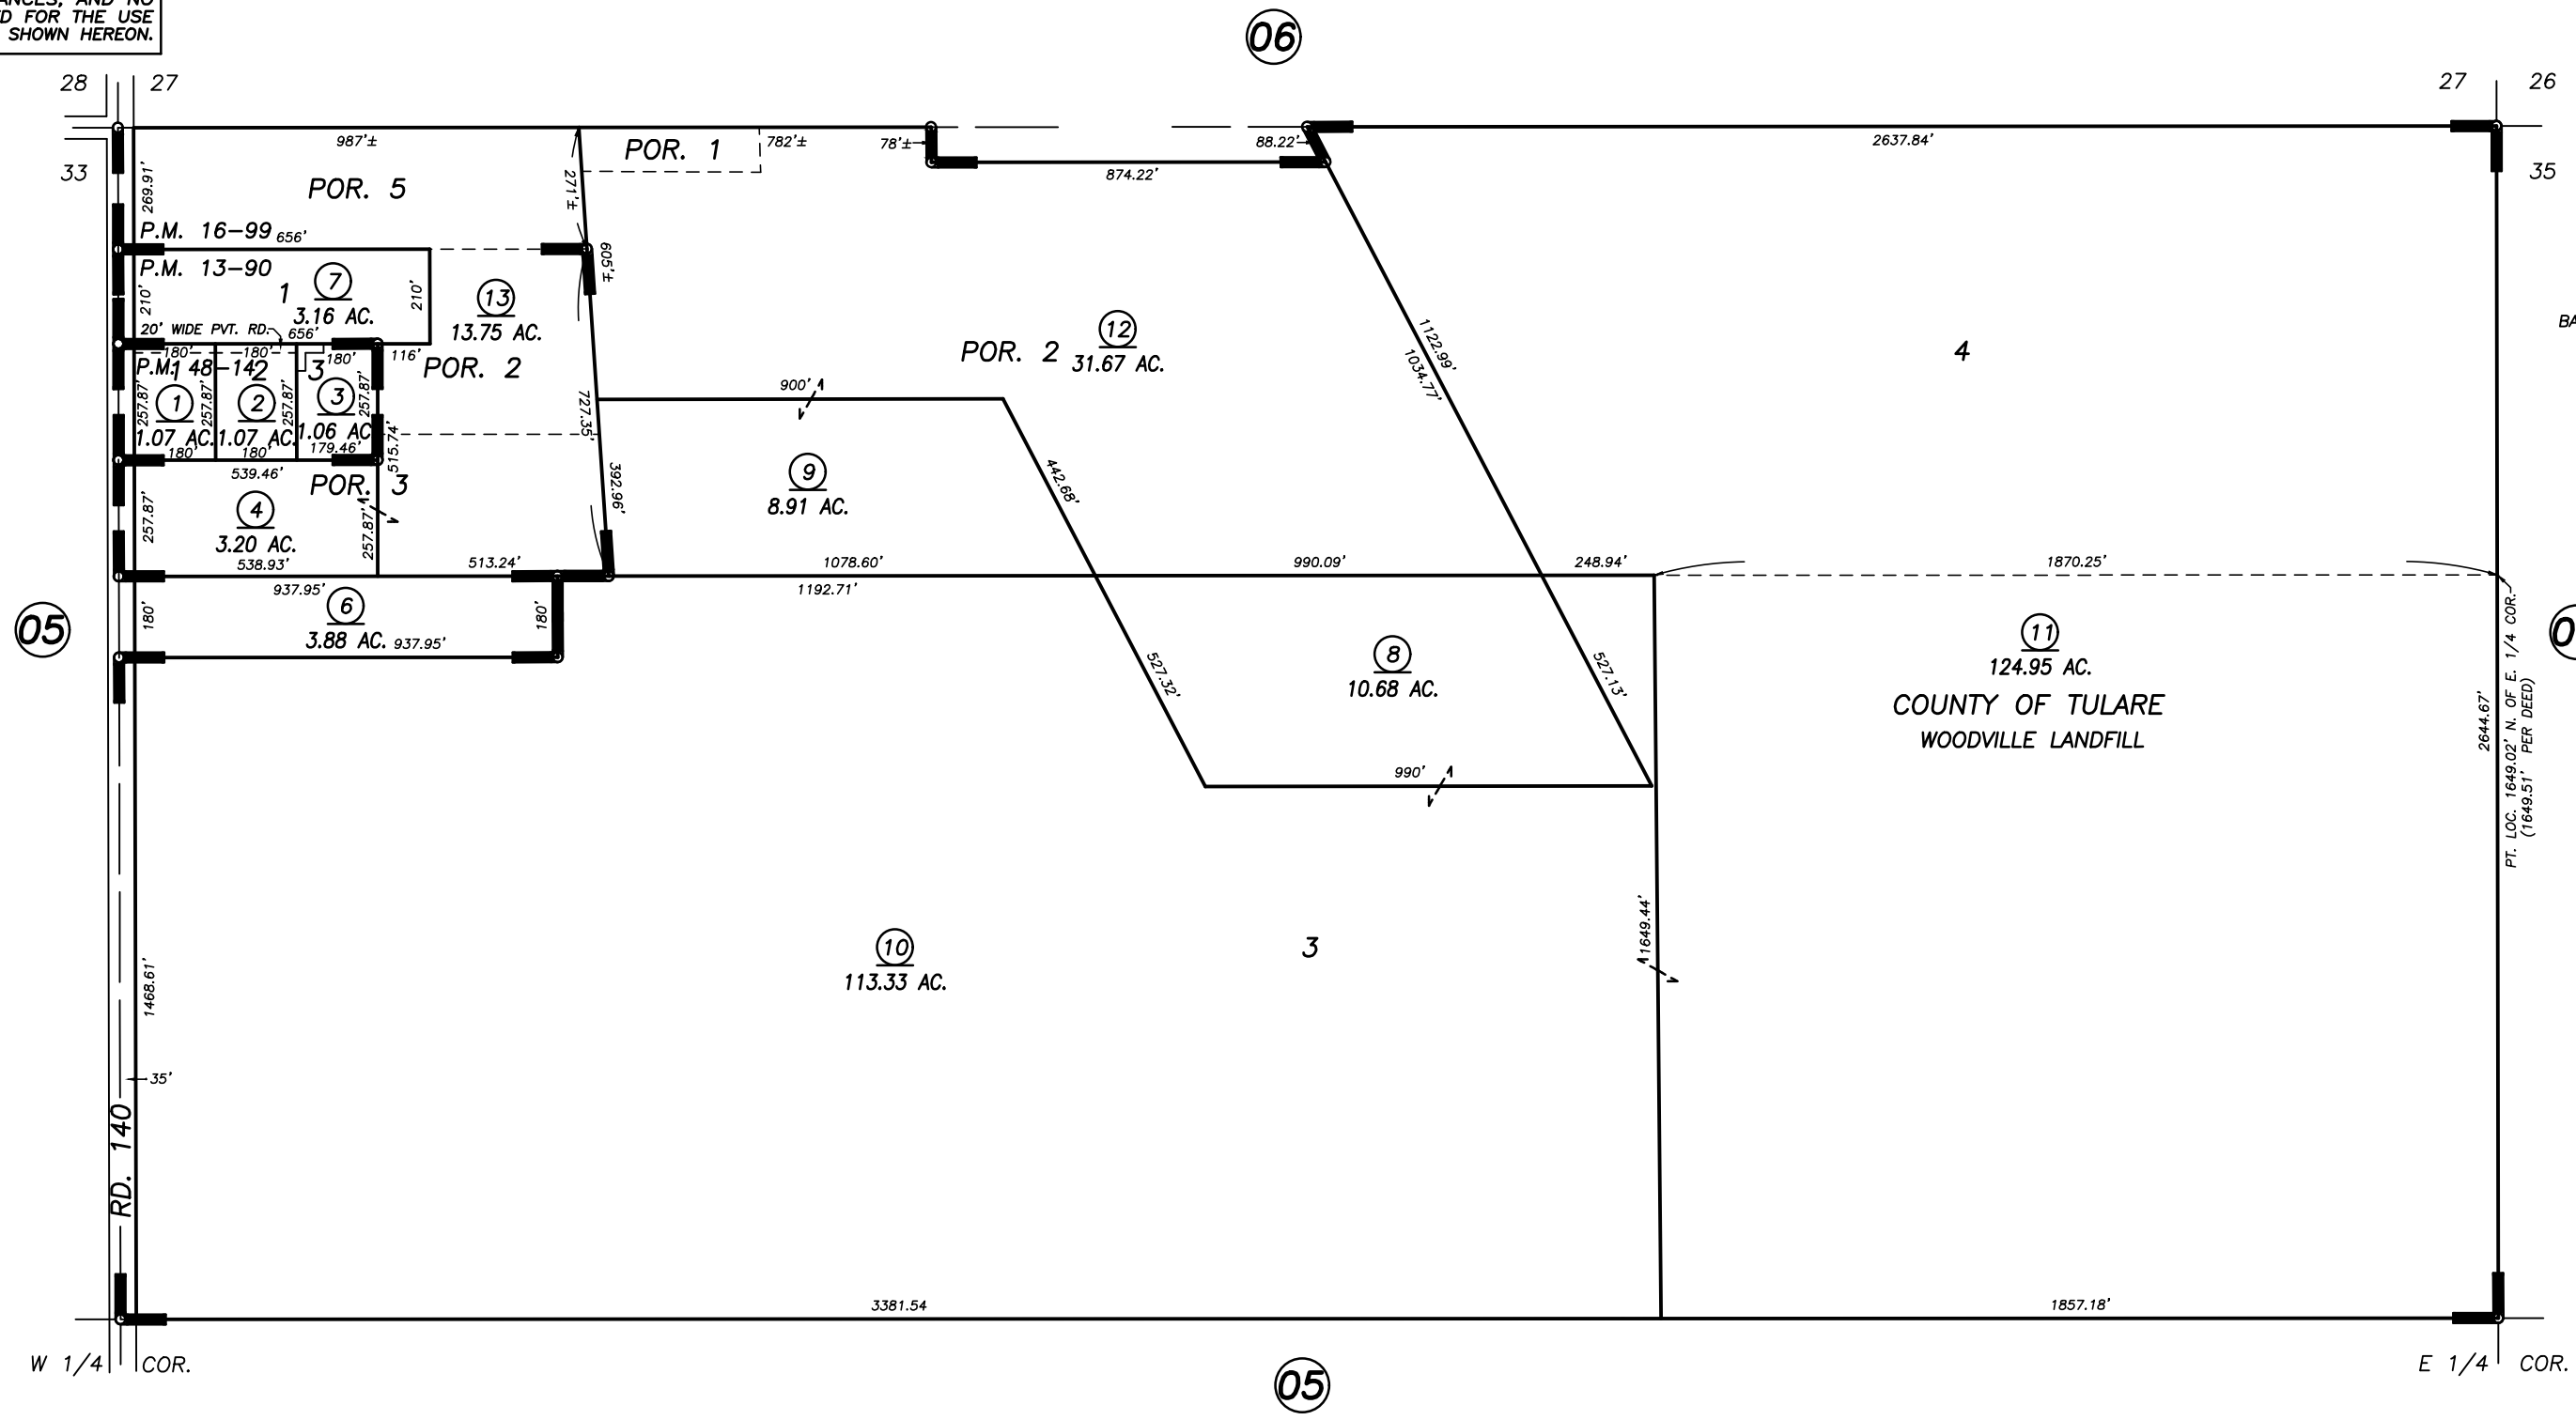 ANCES, AND NO
ED FOR THE USE
SHOWN HEREON.
06
28 27
27 26
33
35
987'±
POR. 1
782'±
78'±
88.22'
2637.84'
874.22'
POR. 5
269.91'
271'±
605'±
P.M. 16-99
656'
P.M. 13-90
1
7
3.16 AC.
210'
210'
13
13.75 AC.
POR. 2
20' WIDE PVT. RD.
656'
180'
180'
180'
116'
P.M. 48-14
1
2
3
257.87'
257.87'
257.87'
257.87'
1
1.07 AC.
2
1.07 AC.
3
1.06 AC
180'
180'
179.46'
515.74'
539.46'
POR. 3
257.87'
4
3.20 AC.
257.87'
538.93'
513.24'
727.35'
392.96'
POR. 2
12
31.67 AC.
900'
1122.99'
1034.77'
4
BA
9
8.91 AC.
442.68'
1078.60'
990.09'
248.94'
1870.25'
937.95'
1192.71'
05
180'
6
3.88 AC.
937.95'
180'
527.32'
8
10.68 AC.
527.13'
990'
11
124.95 AC.
COUNTY OF TULARE
WOODVILLE LANDFILL
2644.67'
PT. LOC. 1649.02' N. OF E. 1/4 COR.
(1649.51' PER DEED)
10
113.33 AC.
3
1649.44'
1468.61'
35'
RD. 140
3381.54
1857.18'
W 1/4 COR.
E 1/4 COR.
05